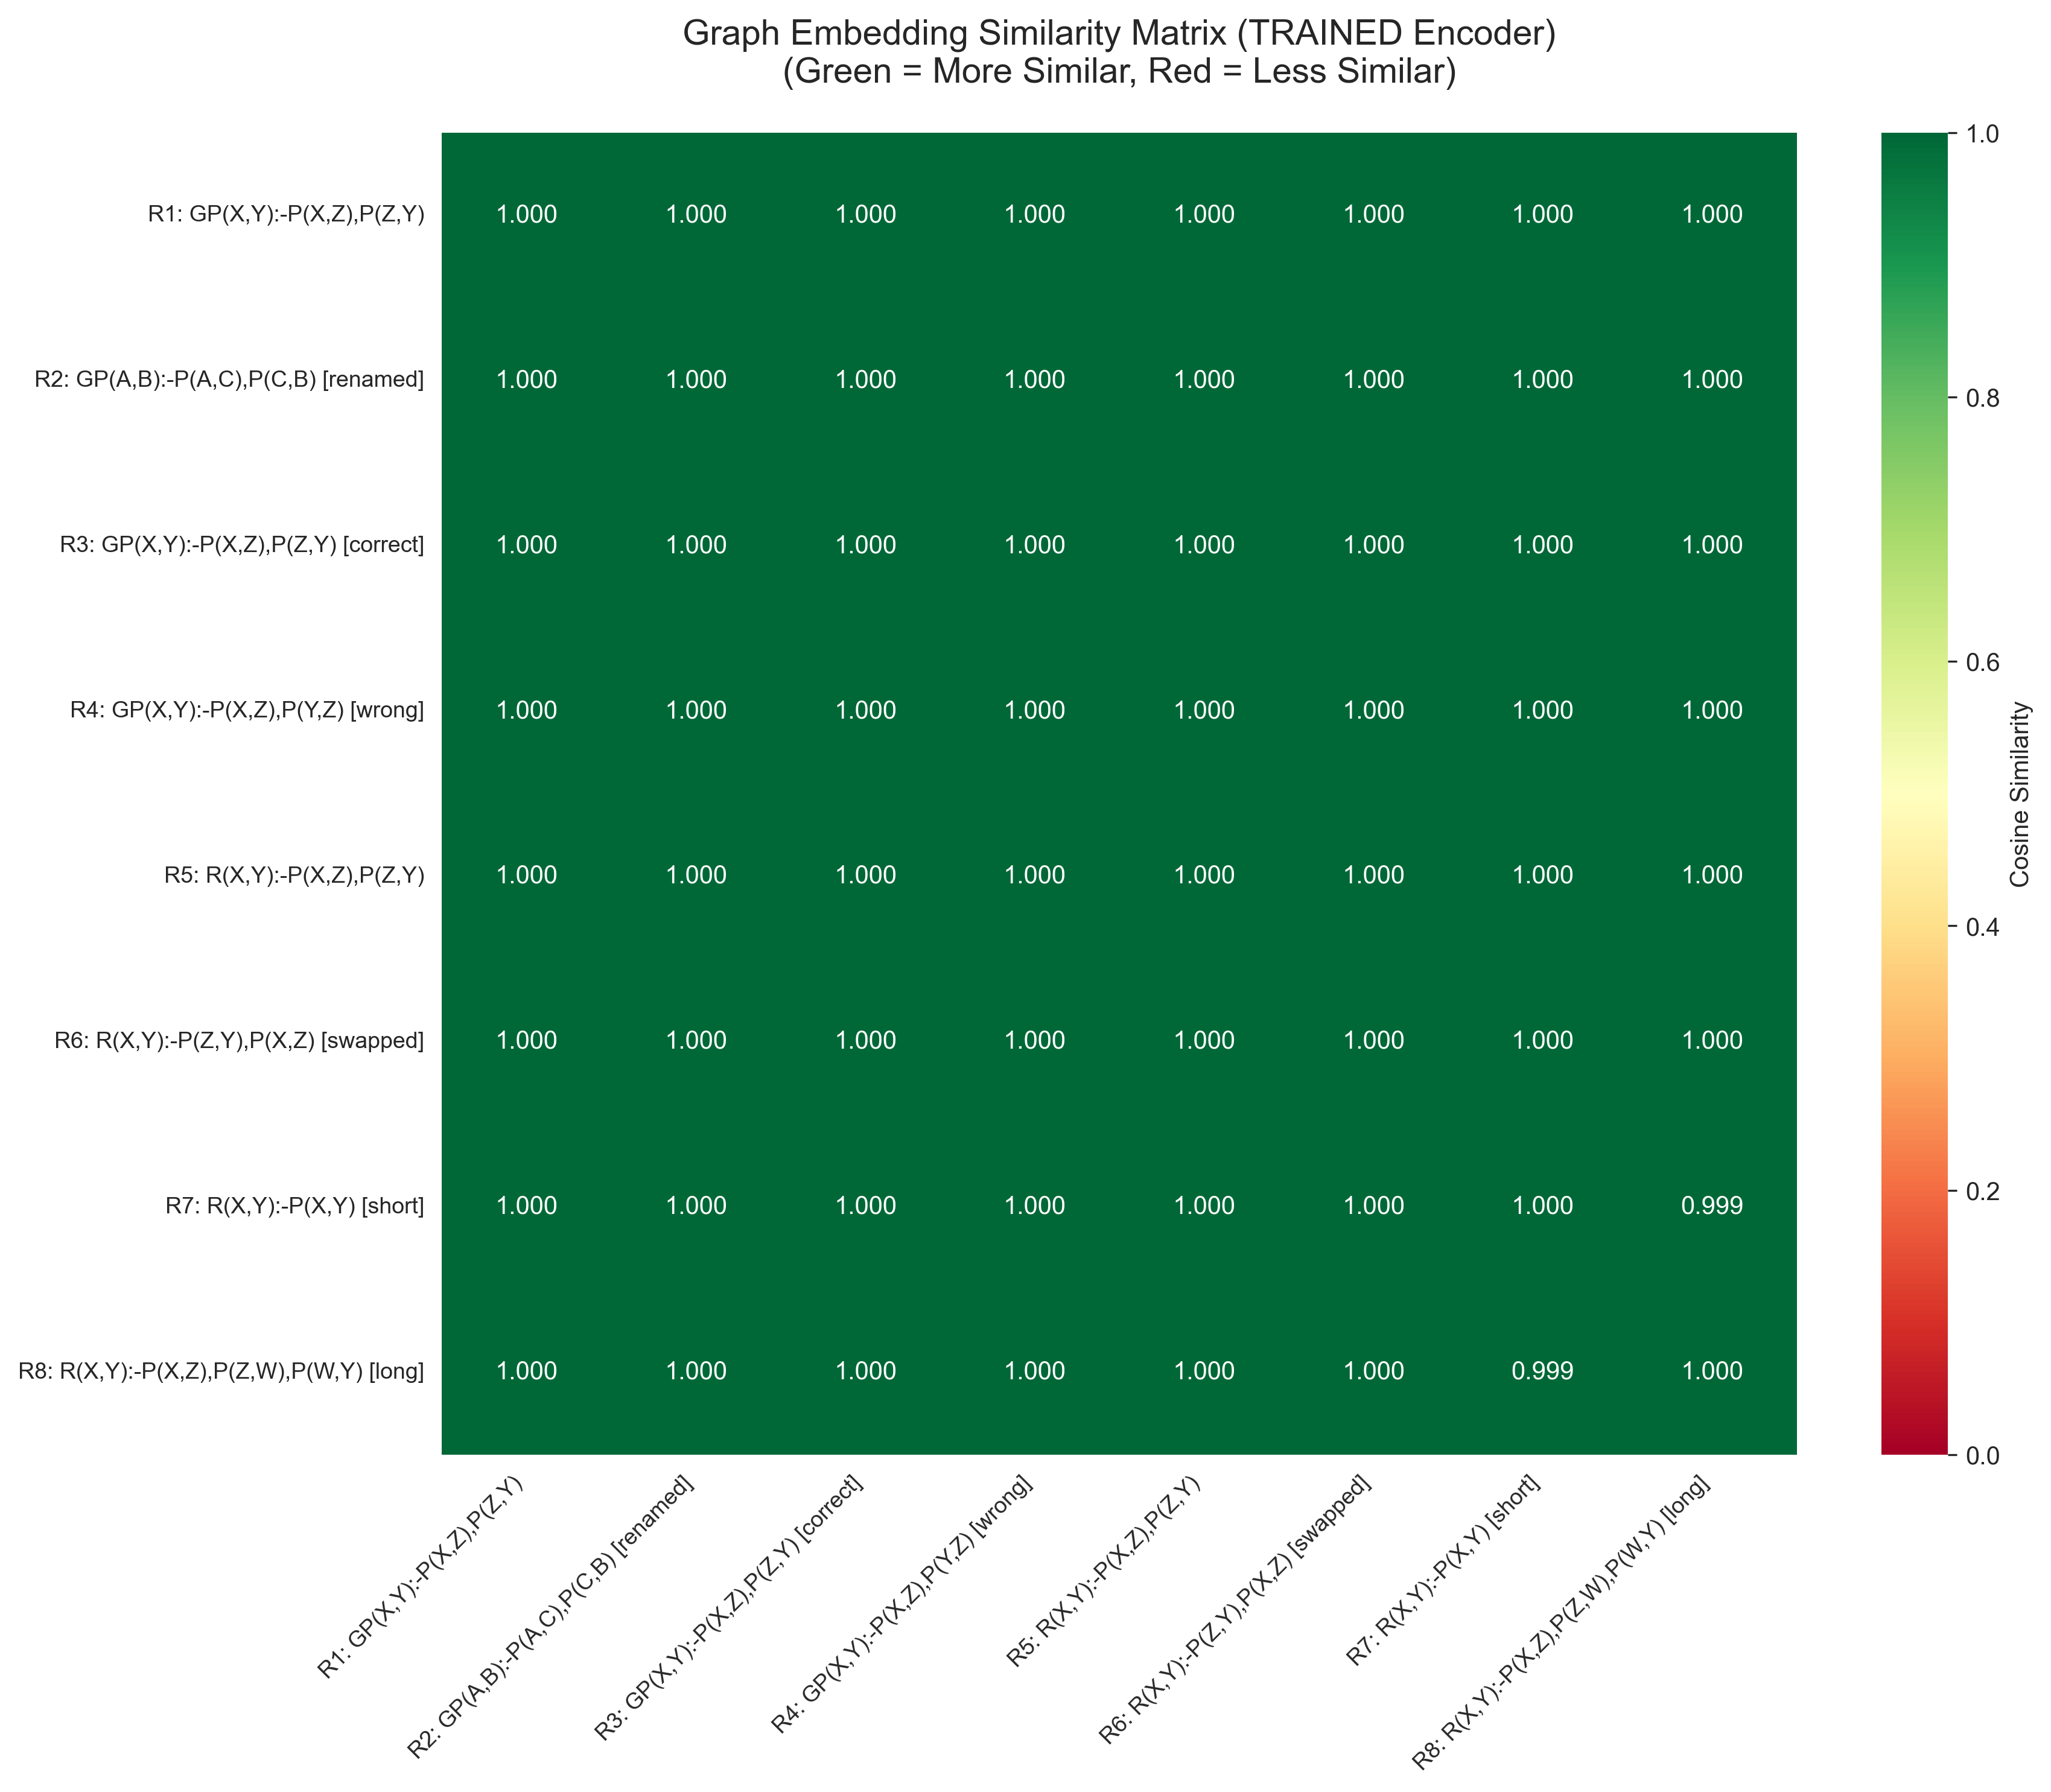 Graph Embedding Similarity Matrix (TRAINED Encoder)
(Green = More Similar, Red = Less Similar)
R1: GP(X,Y):-P(X,Z),P(Z,Y) 1.000 1.000 1.000 1.000 1.000 1.000 1.000 1.000
R2: GP(A,B):-P(A,C),P(C,B) [renamed] 1.000 1.000 1.000 1.000 1.000 1.000 1.000 1.000
R3: GP(X,Y):-P(X,Z),P(Z,Y) [correct] 1.000 1.000 1.000 1.000 1.000 1.000 1.000 1.000
R4: GP(X,Y):-P(X,Z),P(Y,Z) [wrong] 1.000 1.000 1.000 1.000 1.000 1.000 1.000 1.000
R5: R(X,Y):-P(X,Z),P(Z,Y) 1.000 1.000 1.000 1.000 1.000 1.000 1.000 1.000
R6: R(X,Y):-P(Z,Y),P(X,Z) [swapped] 1.000 1.000 1.000 1.000 1.000 1.000 1.000 1.000
R7: R(X,Y):-P(X,Y) [short] 1.000 1.000 1.000 1.000 1.000 1.000 1.000 0.999
R8: R(X,Y):-P(X,Z),P(Z,W),P(W,Y) [long] 1.000 1.000 1.000 1.000 1.000 1.000 0.999 1.000
R1: GP(X,Y):-P(X,Z),P(Z,Y)
R2: GP(A,B):-P(A,C),P(C,B) [renamed]
R3: GP(X,Y):-P(X,Z),P(Z,Y) [correct]
R4: GP(X,Y):-P(X,Z),P(Y,Z) [wrong]
R5: R(X,Y):-P(X,Z),P(Z,Y)
R6: R(X,Y):-P(Z,Y),P(X,Z) [swapped]
R7: R(X,Y):-P(X,Y) [short]
R8: R(X,Y):-P(X,Z),P(Z,W),P(W,Y) [long]
1.0
0.8
0.6
0.4
0.2
0.0
Cosine Similarity